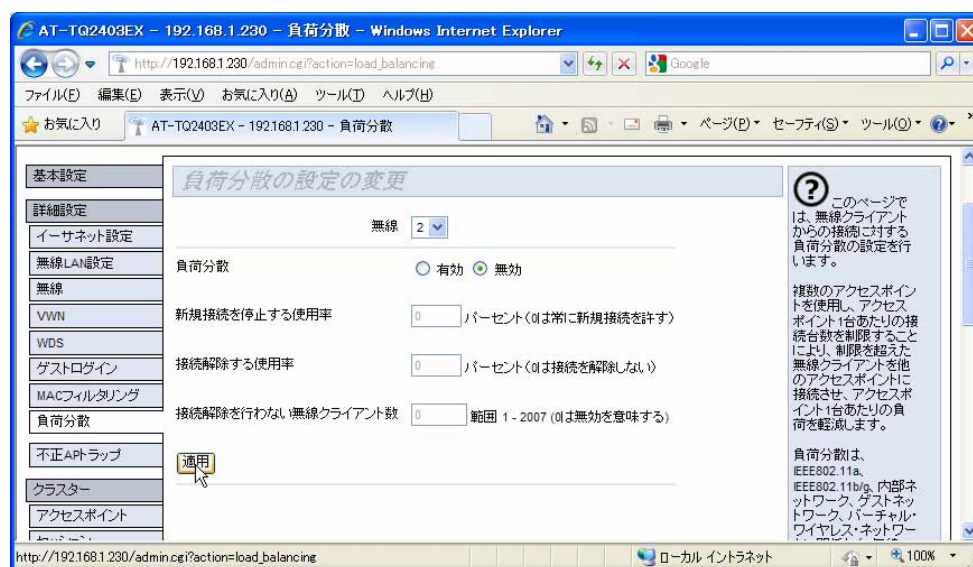 AT-TQ2403EX - 192.168.1.230 - 負荷分散 - Windows Internet Explorer
http://192.168.1.230/admin.cgi?action=load_balancing
Google
ファイル(F) 編集(E) 表示(V) お気に入り(A) ツール(T) ヘルプ(H)
お気に入り
AT-TQ2403EX - 192.168.1.230 - 負荷分散
ページ(P) セーフティ(S) ツール(O)
基本設定
詳細設定
イーサネット設定
無線LAN設定
無線
VWN
WDS
ゲストログイン
MACフィルタリング
負荷分散
不正APトラップ
クラスター
アクセスポイント
負荷分散の設定の変更
無線 2
負荷分散 有効 無効
新規接続を停止する使用率 0 パーセント(0は常に新規接続を許す)
接続解除する使用率 0 パーセント(0は接続を解除しない)
接続解除を行わない無線クライアント数 0 範囲 1 - 2007 (0は無効を意味する)
適用
?
このページで
は、無線クライアント
からの接続に対する
負荷分散の設定を行
います。
複数のアクセスポイン
トを使用し、アクセス
ポイント1台あたりの接
続台数を制限すること
により、制限を超えた
無線クライアントを他
のアクセスポイントに
接続させ、アクセスポ
イント1台あたりの負
荷を軽減します。
負荷分散は、
IEEE802.11a、
IEEE802.11b/g、内部ネ
ットワーク、ゲストネッ
トワーク、バーチャル・
ワイヤレス・ネットワー
http://192.168.1.230/admin.cgi?action=load_balancing
ローカル イントラネット
100%